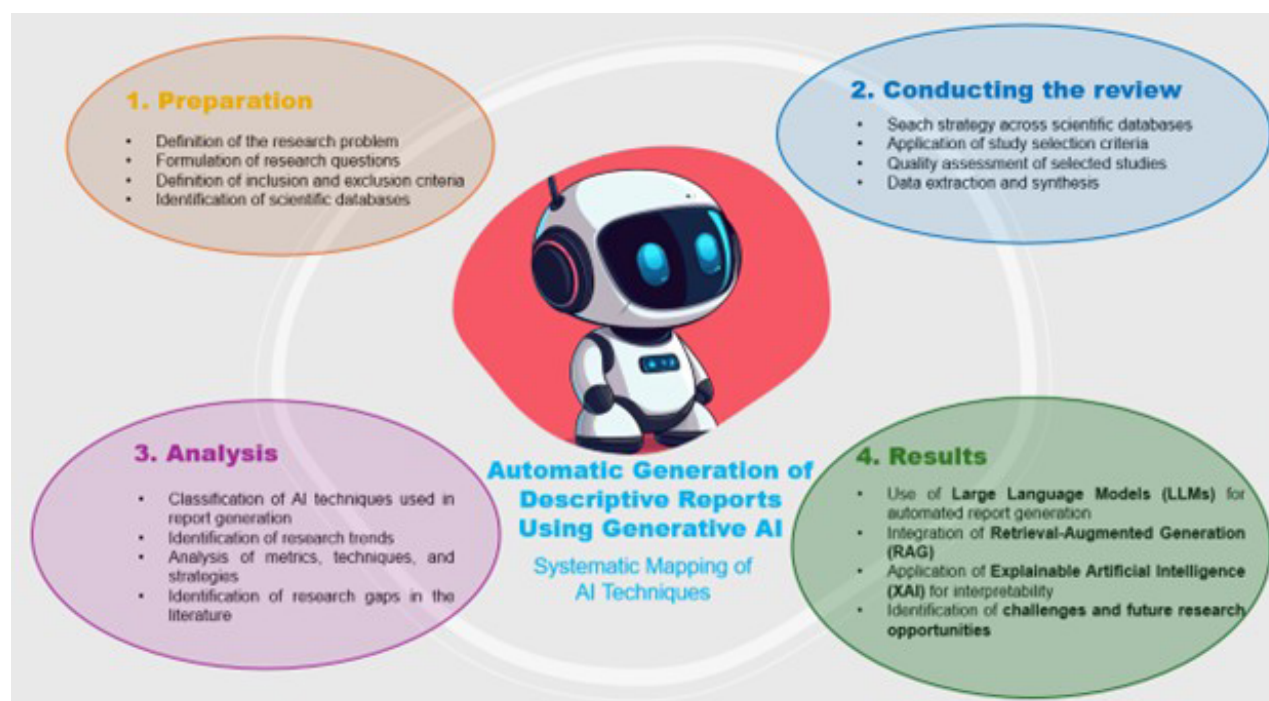 1. Preparation
• Definition of the research problem
• Formulation of research questions
• Definition of inclusion and exclusion criteria
• Identification of scientific databases
2. Conducting the review
• Seach strategy across scientific databases
• Application of study selection criteria
• Quality assessment of selected studies
• Data extraction and synthesis
3. Analysis
• Classification of AI techniques used in
report generation
• Identification of research trends
• Analysis of metrics, techniques, and
strategies
• Identification of research gaps in the
literature
Automatic Generation of
Descriptive Reports
Using Generative AI
Systematic Mapping of
AI Techniques
4. Results
• Use of Large Language Models (LLMs) for
automated report generation
• Integration of Retrieval-Augmented Generation
(RAG)
• Application of Explainable Artificial Intelligence
(XAI) for interpretability
• Identification of challenges and future research
opportunities